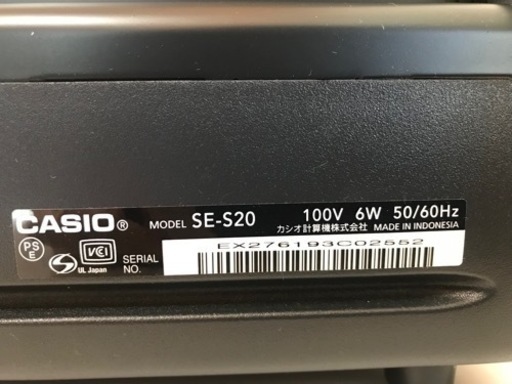 CASIO® MODEL SE-S20 100V 6W 50/60Hz
カシオ計算機株式会社 MADE IN INDONESIA
PS E VCI EX276193C02552
UL Japan SERIAL NO.